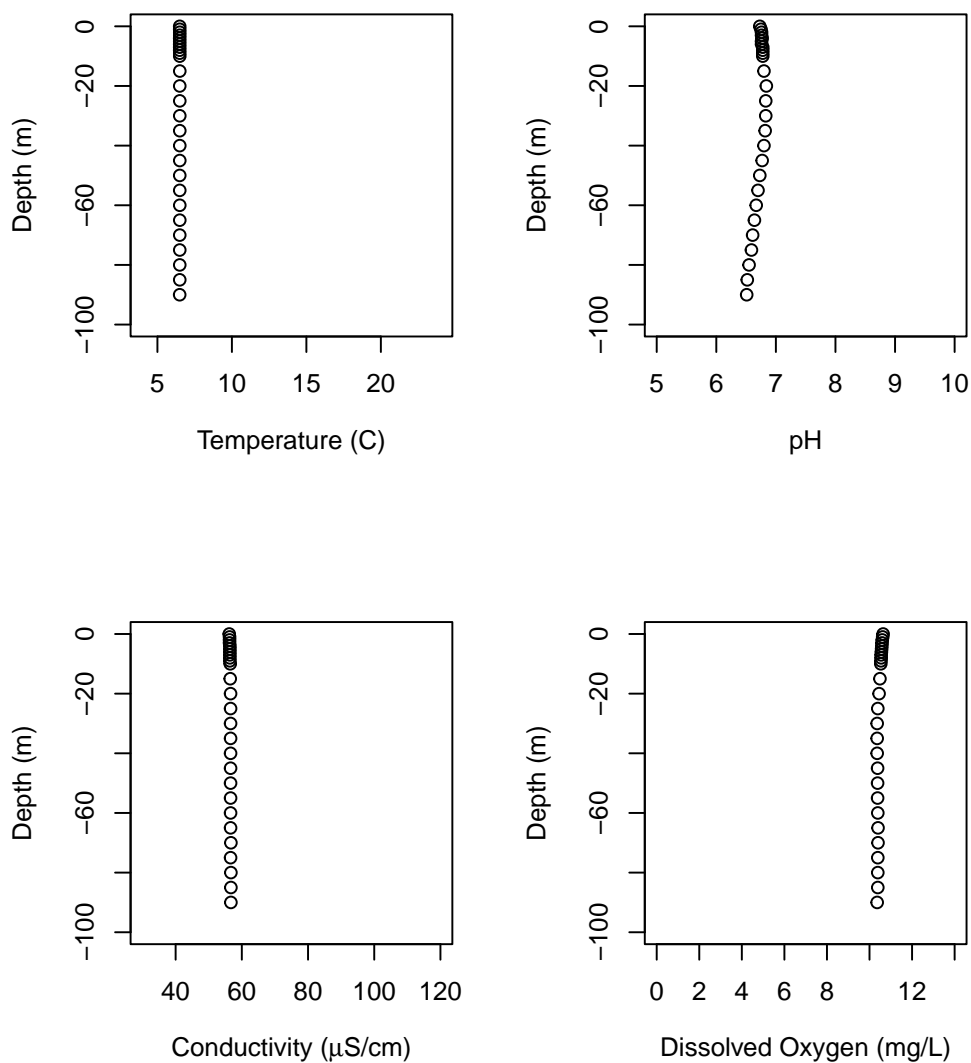 0
−20
−60
−100
Depth (m)
5 10 15 20
Temperature (C)
0
−20
−60
−100
Depth (m)
5 6 7 8 9 10
pH
0
−20
−60
−100
Depth (m)
40 60 80 100 120
Conductivity (μS/cm)
0
−20
−60
−100
Depth (m)
0 2 4 6 8 12
Dissolved Oxygen (mg/L)